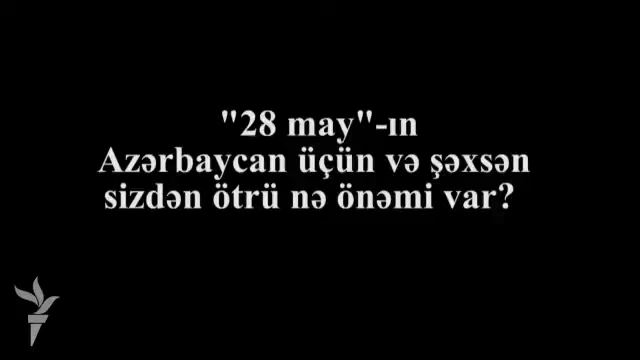 "28 may"-ın
Azərbaycan üçün və şəxsən
sizdən ötrü nə önəmi var?